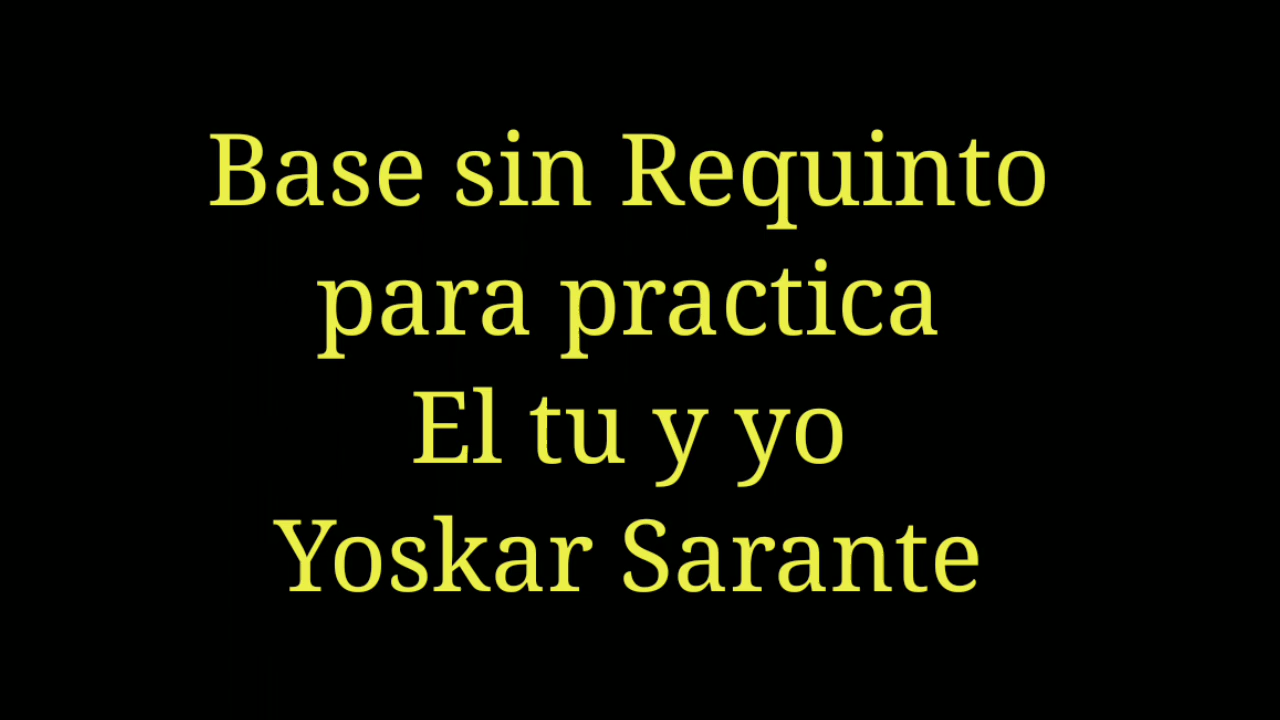 Base sin Requinto
para practica
El tu y yo
Yoskar Sarante